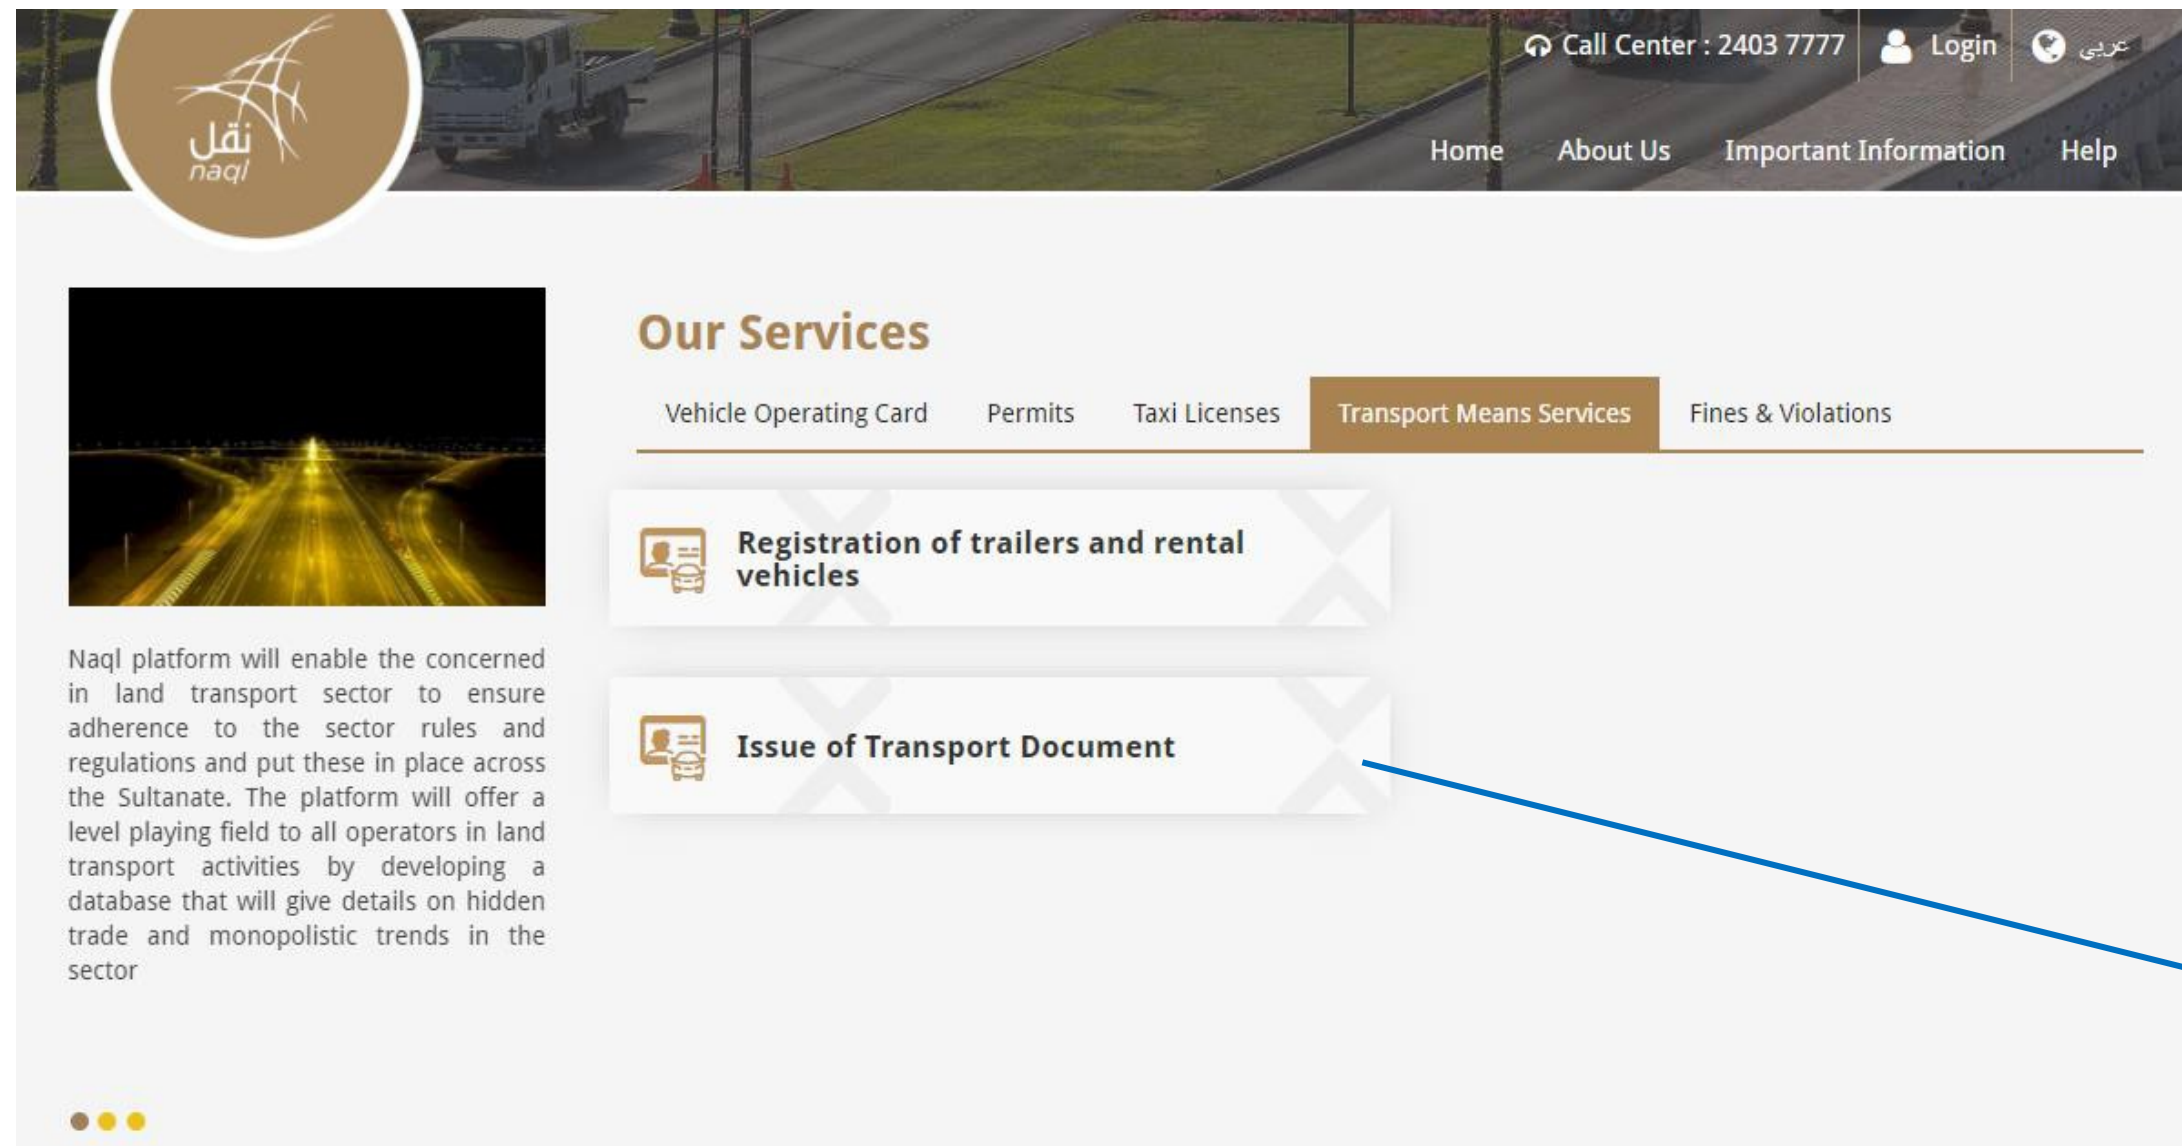 Call Center : 2403 7777
Login
عربي
نقل
naql
Home
About Us
Important Information
Help
Our Services
Vehicle Operating Card
Permits
Taxi Licenses
Transport Means Services
Fines & Violations
Registration of trailers and rental
vehicles
Issue of Transport Document
Naql platform will enable the concerned
in land transport sector to ensure
adherence to the sector rules and
regulations and put these in place across
the Sultanate. The platform will offer a
level playing field to all operators in land
transport activities by developing a
database that will give details on hidden
trade and monopolistic trends in the
sector